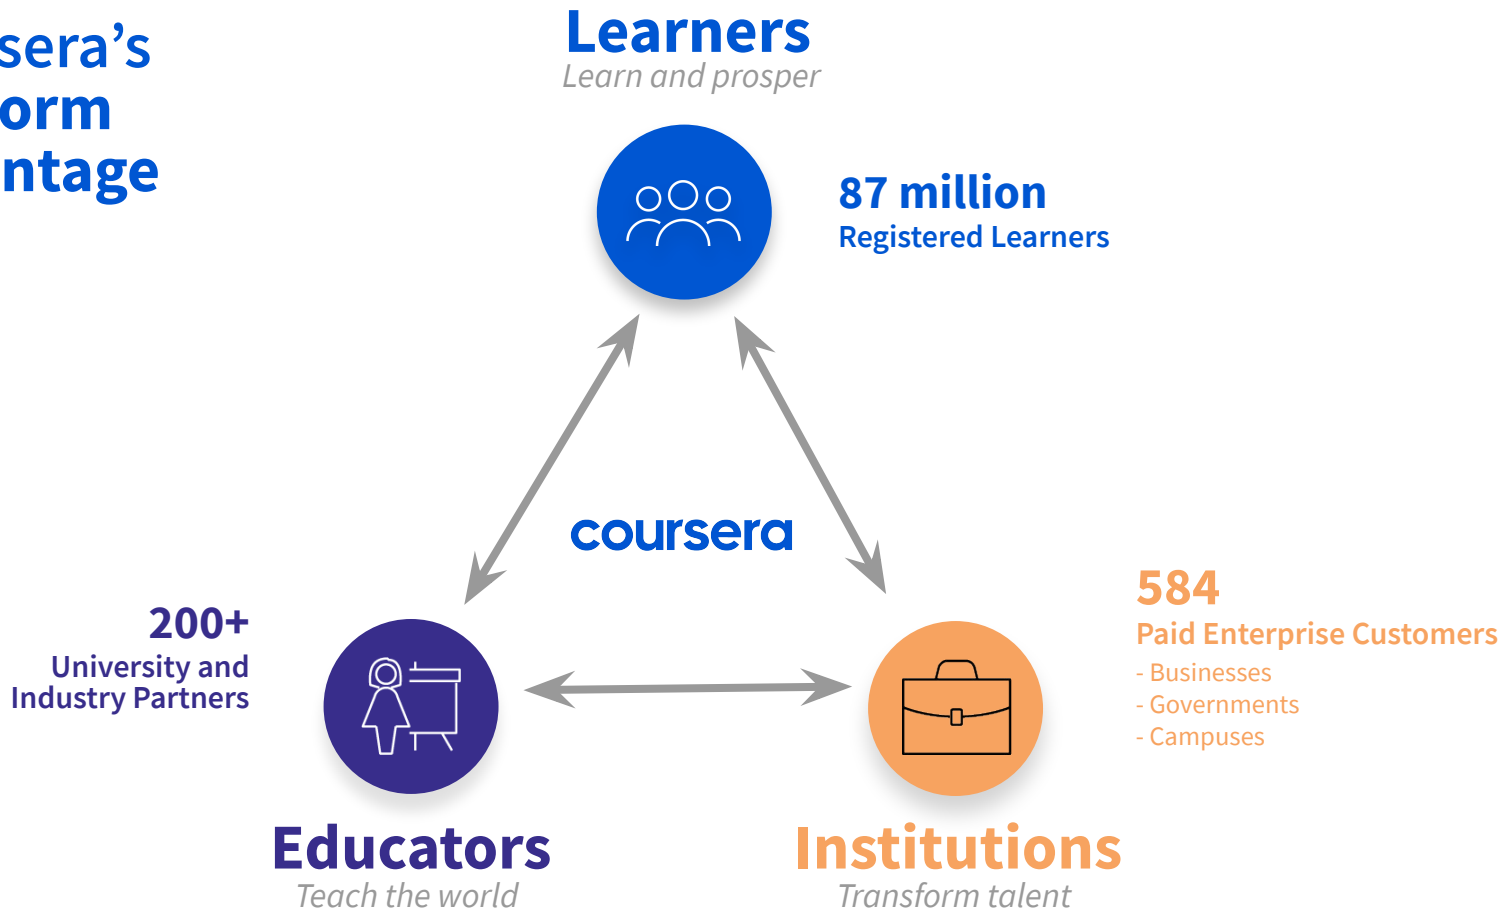 sera’s
orm
ntage
Learners
Learn and prosper
87 million
Registered Learners
coursera
200+
University and
Industry Partners
584
Paid Enterprise Customers
- Businesses
- Governments
- Campuses
Educators
Teach the world
Institutions
Transform talent